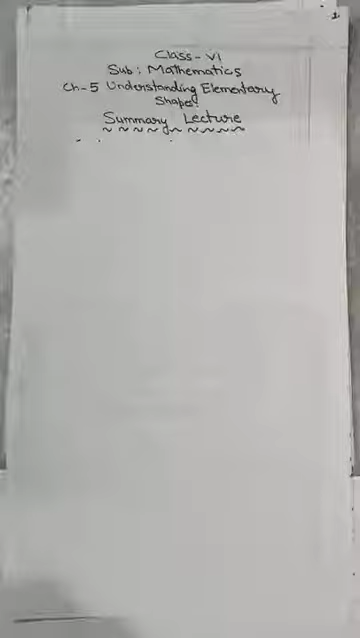 Class - VI
Sub : Mathematics
Ch-5 Understanding Elementary
Shapes
Summary Lecture